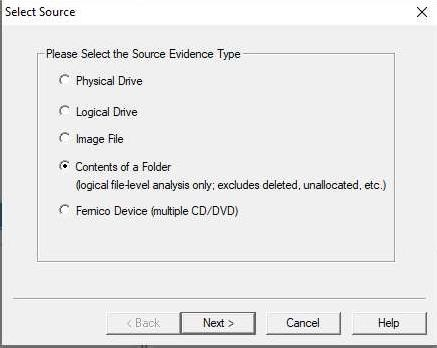 Select Source
Please Select the Source Evidence Type
Physical Drive
Logical Drive
Image File
Contents of a Folder
(logical file-level analysis only; excludes deleted, unallocated, etc.)
Fernico Device (multiple CD/DVD)
< Back Next > Cancel Help